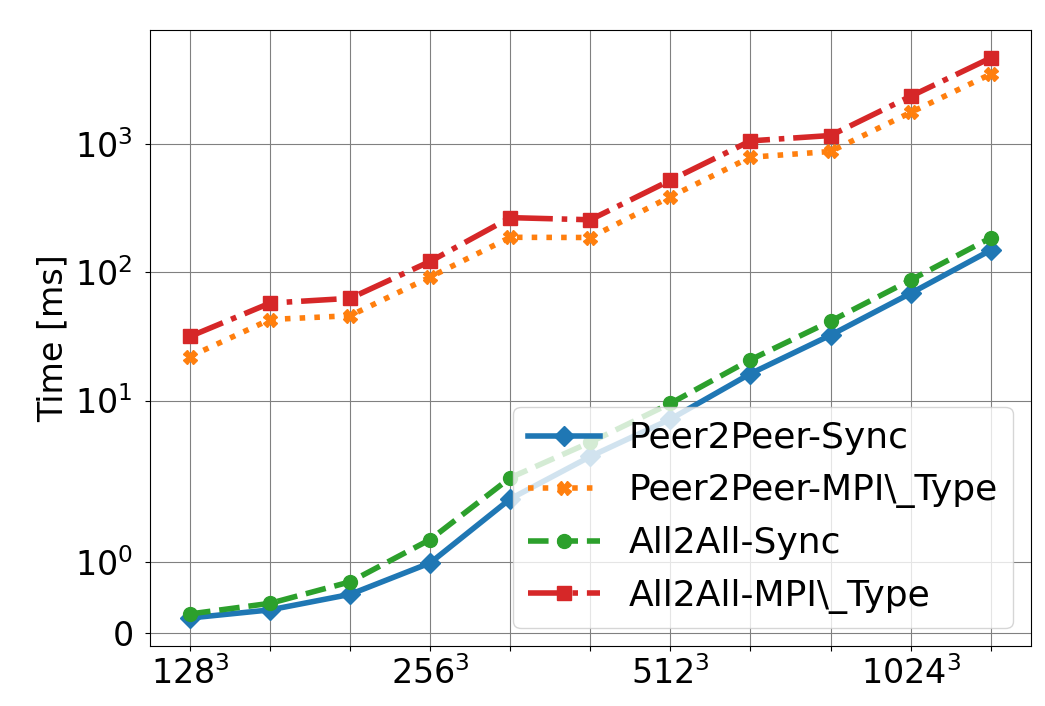 Time [ms]
10³
10²
10¹
10⁰
0
128³
256³
512³
1024³
Peer2Peer-Sync
Peer2Peer-MPI\_Type
All2All-Sync
All2All-MPI\_Type